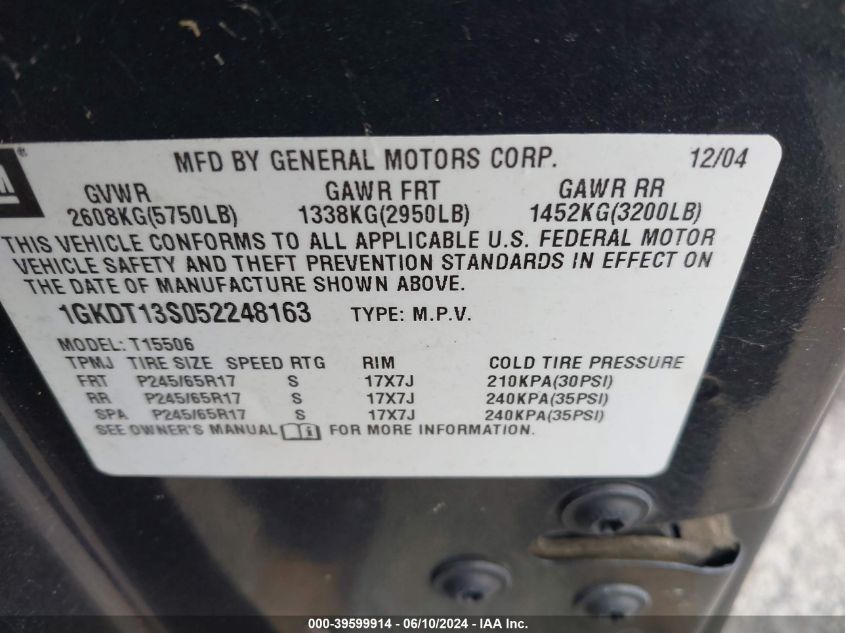 M®
MFD BY GENERAL MOTORS CORP. 12/04
GVWR GAWR FRT GAWR RR
2608KG(5750LB) 1338KG(2950LB) 1452KG(3200LB)
THIS VEHICLE CONFORMS TO ALL APPLICABLE U.S. FEDERAL MOTOR
VEHICLE SAFETY AND THEFT PREVENTION STANDARDS IN EFFECT ON
THE DATE OF MANUFACTURE SHOWN ABOVE.
1GKDT13S052248163 TYPE: M.P.V.
MODEL: T15506
TPMJ TIRE SIZE SPEED RTG RIM COLD TIRE PRESSURE
FRT P245/65R17 S 17X7J 210KPA(30PSI)
RR P245/65R17 S 17X7J 240KPA(35PSI)
SPA P245/65R17 S 17X7J 240KPA(35PSI)
SEE OWNER'S MANUAL FOR MORE INFORMATION.
000-39599914 - 06/10/2024 - IAA Inc.